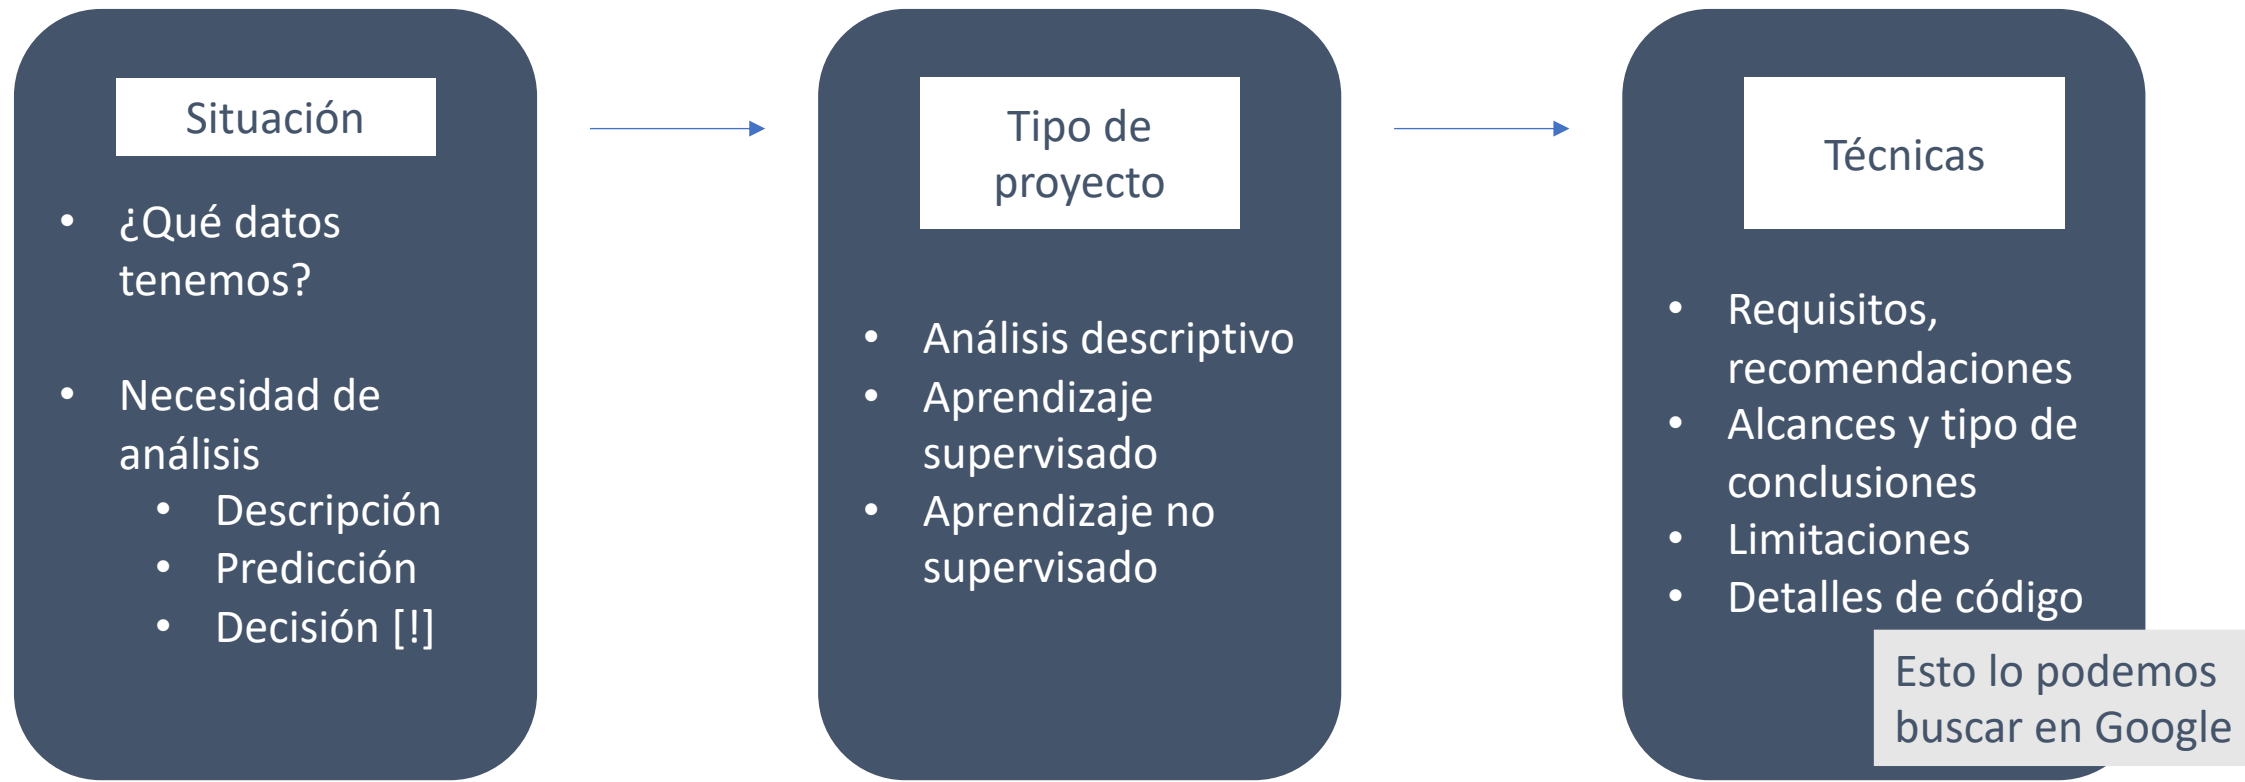 Situación
• ¿Qué datos
tenemos?
• Necesidad de
análisis
• Descripción
• Predicción
• Decisión [!]
Tipo de
proyecto
• Análisis descriptivo
• Aprendizaje
supervisado
• Aprendizaje no
supervisado
Técnicas
• Requisitos,
recomendaciones
• Alcances y tipo de
conclusiones
• Limitaciones
• Detalles de código
Esto lo podemos
buscar en Google